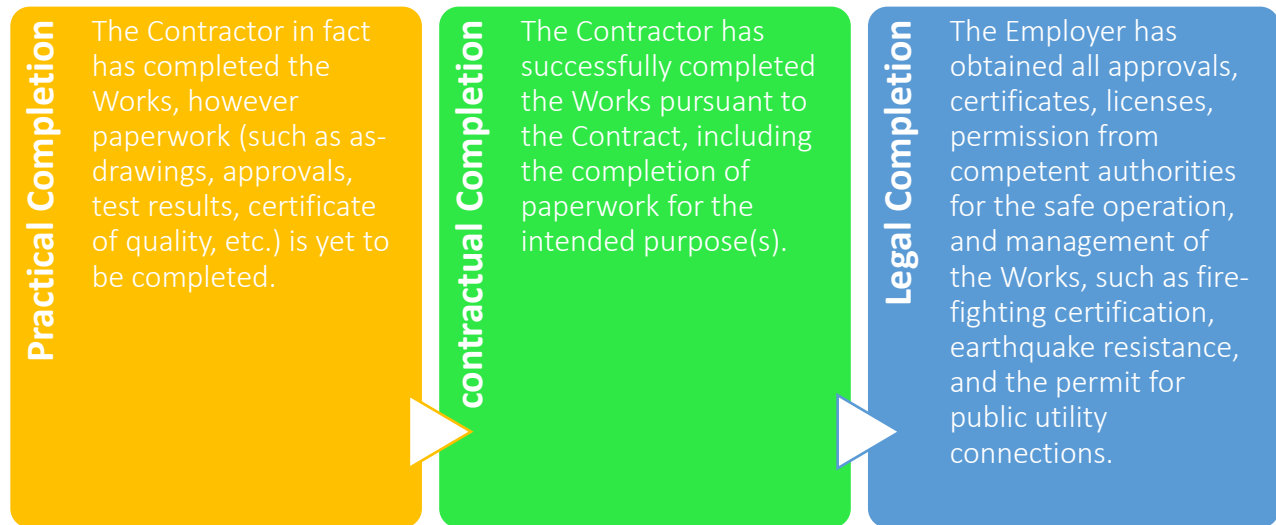 Practical Completion
The Contractor in fact
has completed the
Works, however
paperwork (such as as-
drawings, approvals,
test results, certificate
of quality, etc.) is yet to
be completed.
contractual Completion
The Contractor has
successfully completed
the Works pursuant to
the Contract, including
the completion of
paperwork for the
intended purpose(s).
Legal Completion
The Employer has
obtained all approvals,
certificates, licenses,
permission from
competent authorities
for the safe operation,
and management of
the Works, such as fire-
fighting certification,
earthquake resistance,
and the permit for
public utility
connections.